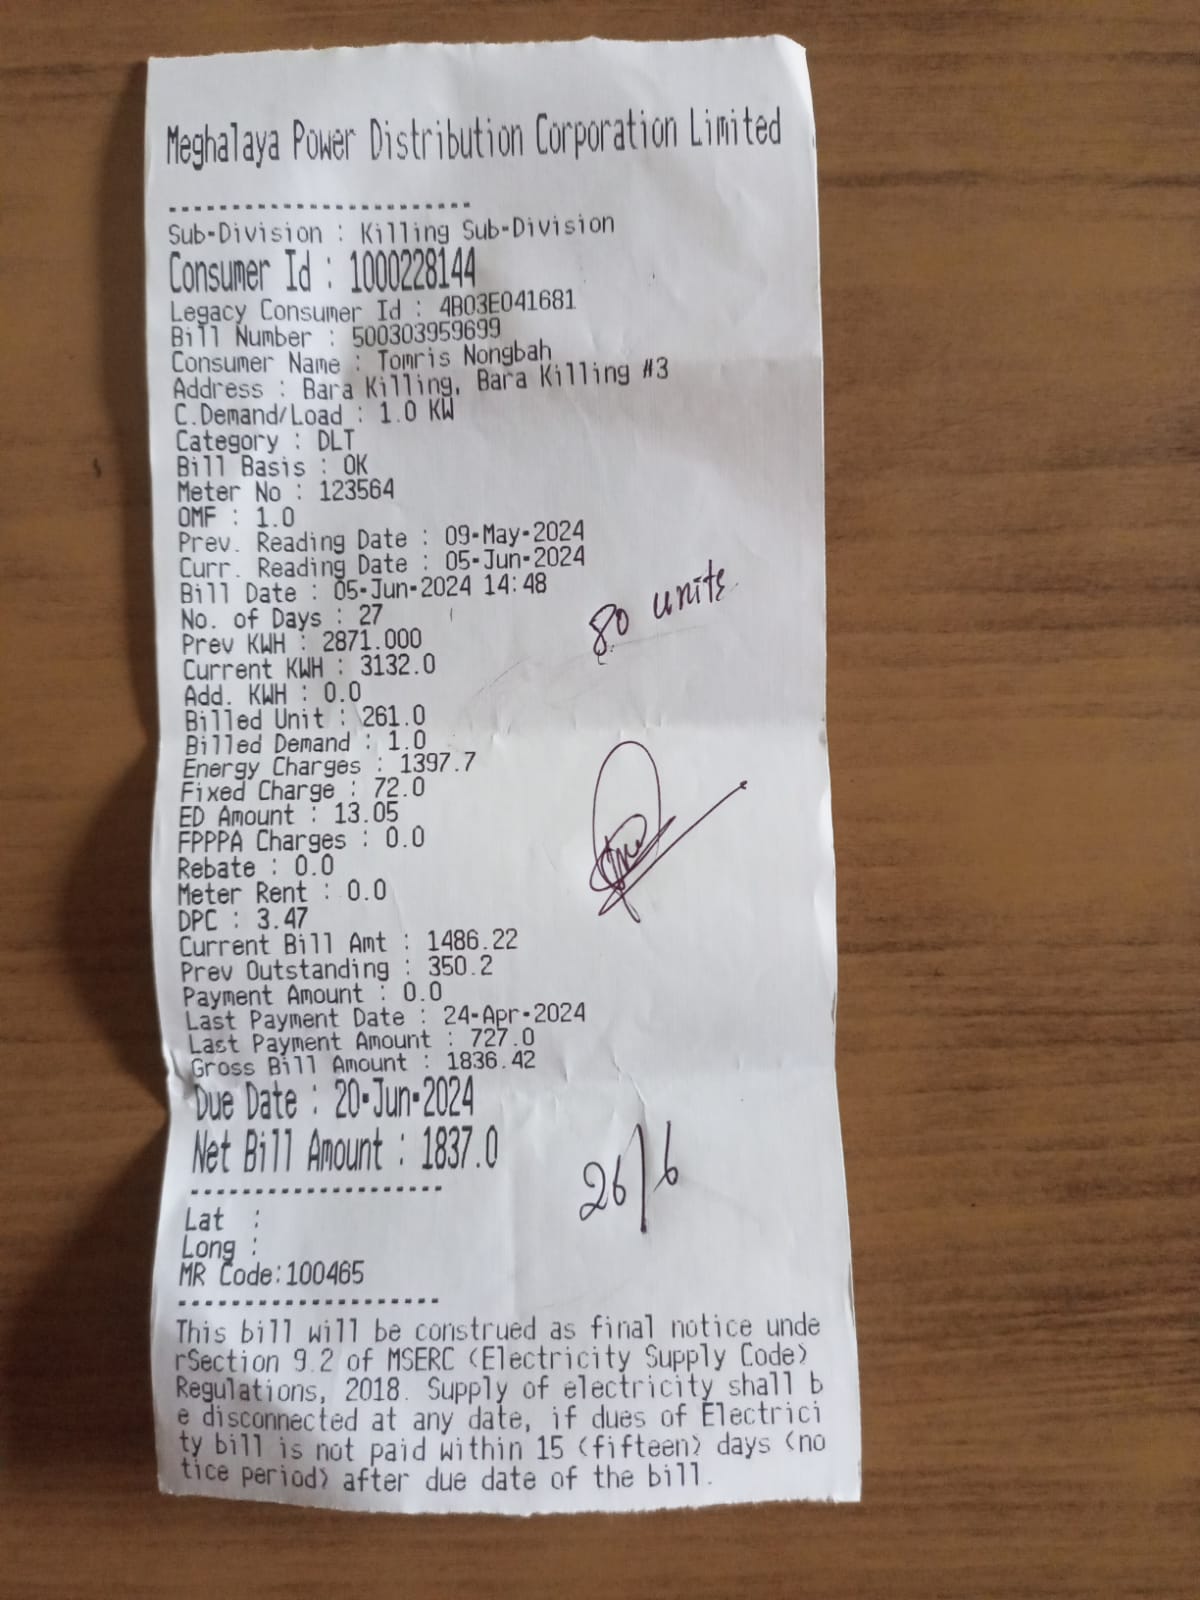 Meghalaya Power Distribution Corporation Limited
------------------------
Sub-Division : Killing Sub-Division
Consumer Id : 1000228144
Legacy Consumer Id : 4B03E041681
Bill Number : 500303959699
Consumer Name : Tomris Nongbah
Address : Bara Killing, Bara Killing #3
C.Demand/Load : 1.0 KW
Category : DLT
Bill Basis : OK
Meter No : 123564
OMF : 1.0
Prev. Reading Date : 09-May-2024
Curr. Reading Date : 05-Jun-2024
Bill Date : 05-Jun-2024 14:48
No. of Days : 27
80 units
Prev KWH : 2871.000
Current KWH : 3132.0
Add. KWH : 0.0
Billed Unit : 261.0
Billed Demand : 1.0
Energy Charges : 1397.7
Fixed Charge : 72.0
ED Amount : 13.05
FPPPA Charges : 0.0
Rebate : 0.0
Meter Rent : 0.0
DPC : 3.47
Current Bill Amt : 1486.22
Prev Outstanding : 350.2
Payment Amount : 0.0
Last Payment Date : 24-Apr-2024
Last Payment Amount : 727.0
Gross Bill Amount : 1836.42
Due Date : 20-Jun-2024
Net Bill Amount : 1837.0
26/6
--------------------
Lat :
Long :
MR Code:100465
---------------------
This bill will be construed as final notice unde
rSection 9.2 of MSERC (Electricity Supply Code)
Regulations, 2018. Supply of electricity shall b
e disconnected at any date, if dues of Electrici
ty bill is not paid within 15 (fifteen) days (no
tice period) after due date of the bill.